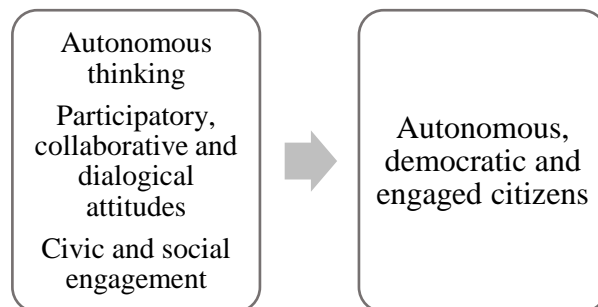 Autonomous
thinking
Participatory,
collaborative and
dialogical
attitudes
Civic and social
engagement
Autonomous,
democratic and
engaged citizens